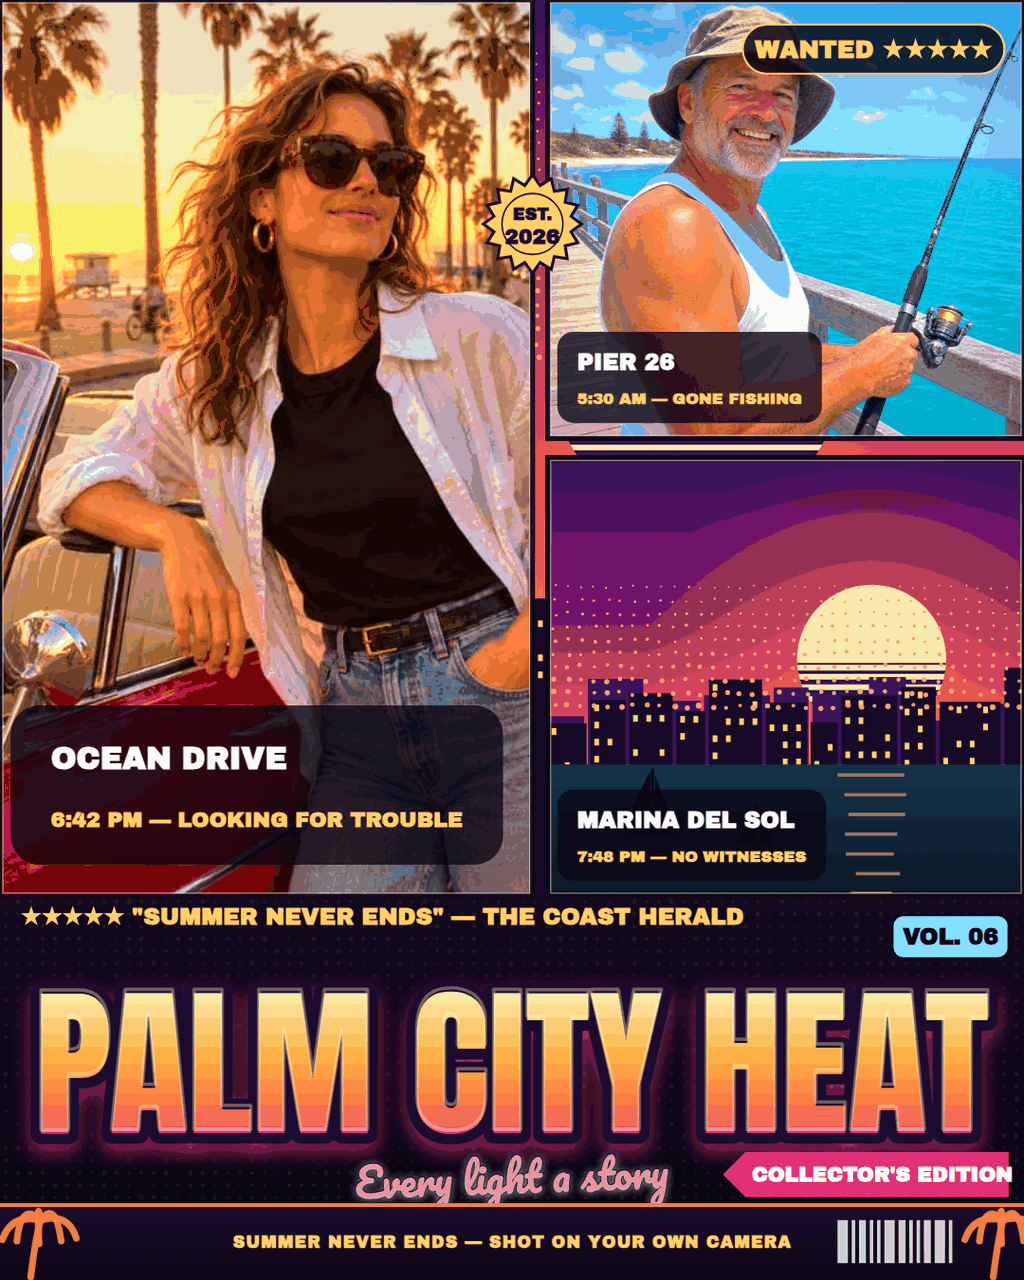 WANTED ★★★★★
EST.
2026
PIER 26
5:30 AM — GONE FISHING
OCEAN DRIVE
6:42 PM — LOOKING FOR TROUBLE
MARINA DEL SOL
7:48 PM — NO WITNESSES
★★★★★ "SUMMER NEVER ENDS" — THE COAST HERALD
VOL. 06
PALM CITY HEAT
Every light a story
COLLECTOR'S EDITION
SUMMER NEVER ENDS — SHOT ON YOUR OWN CAMERA